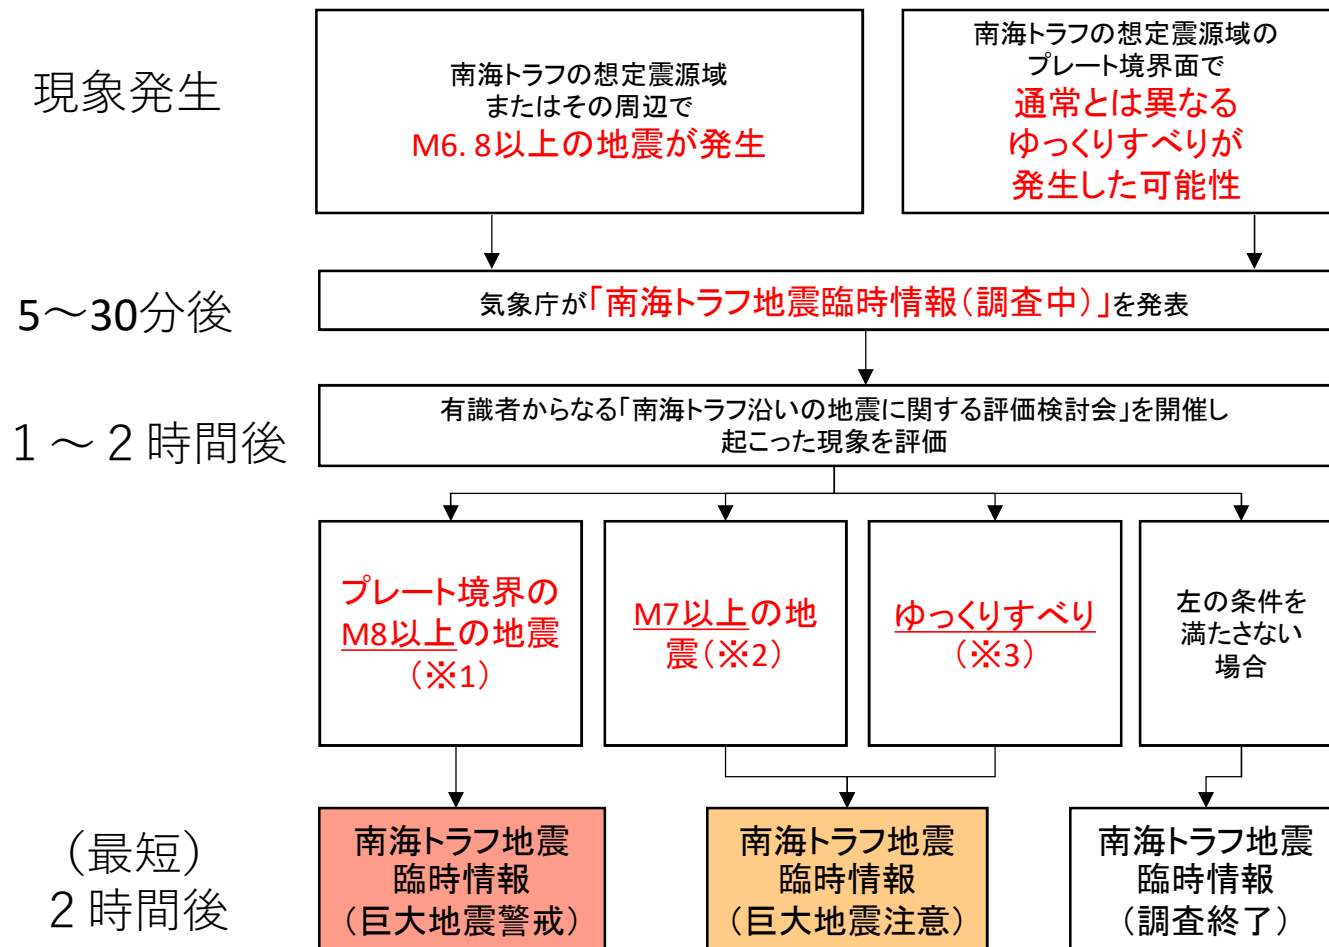 現象発生
南海トラフの想定震源域
またはその周辺で
M6.8以上の地震が発生
南海トラフの想定震源域の
プレート境界面で
通常とは異なる
ゆっくりすべりが
発生した可能性
5～30分後
気象庁が「南海トラフ地震臨時情報（調査中）」を発表
１～２時間後
有識者からなる「南海トラフ沿いの地震に関する評価検討会」を開催し
起こった現象を評価
プレート境界の
M8以上の地震
（※1）
M7以上の地
震（※2）
ゆっくりすべり
（※3）
左の条件を
満たさない
場合
（最短）
２時間後
南海トラフ地震
臨時情報
（巨大地震警戒）
南海トラフ地震
臨時情報
（巨大地震注意）
南海トラフ地震
臨時情報
（調査終了）